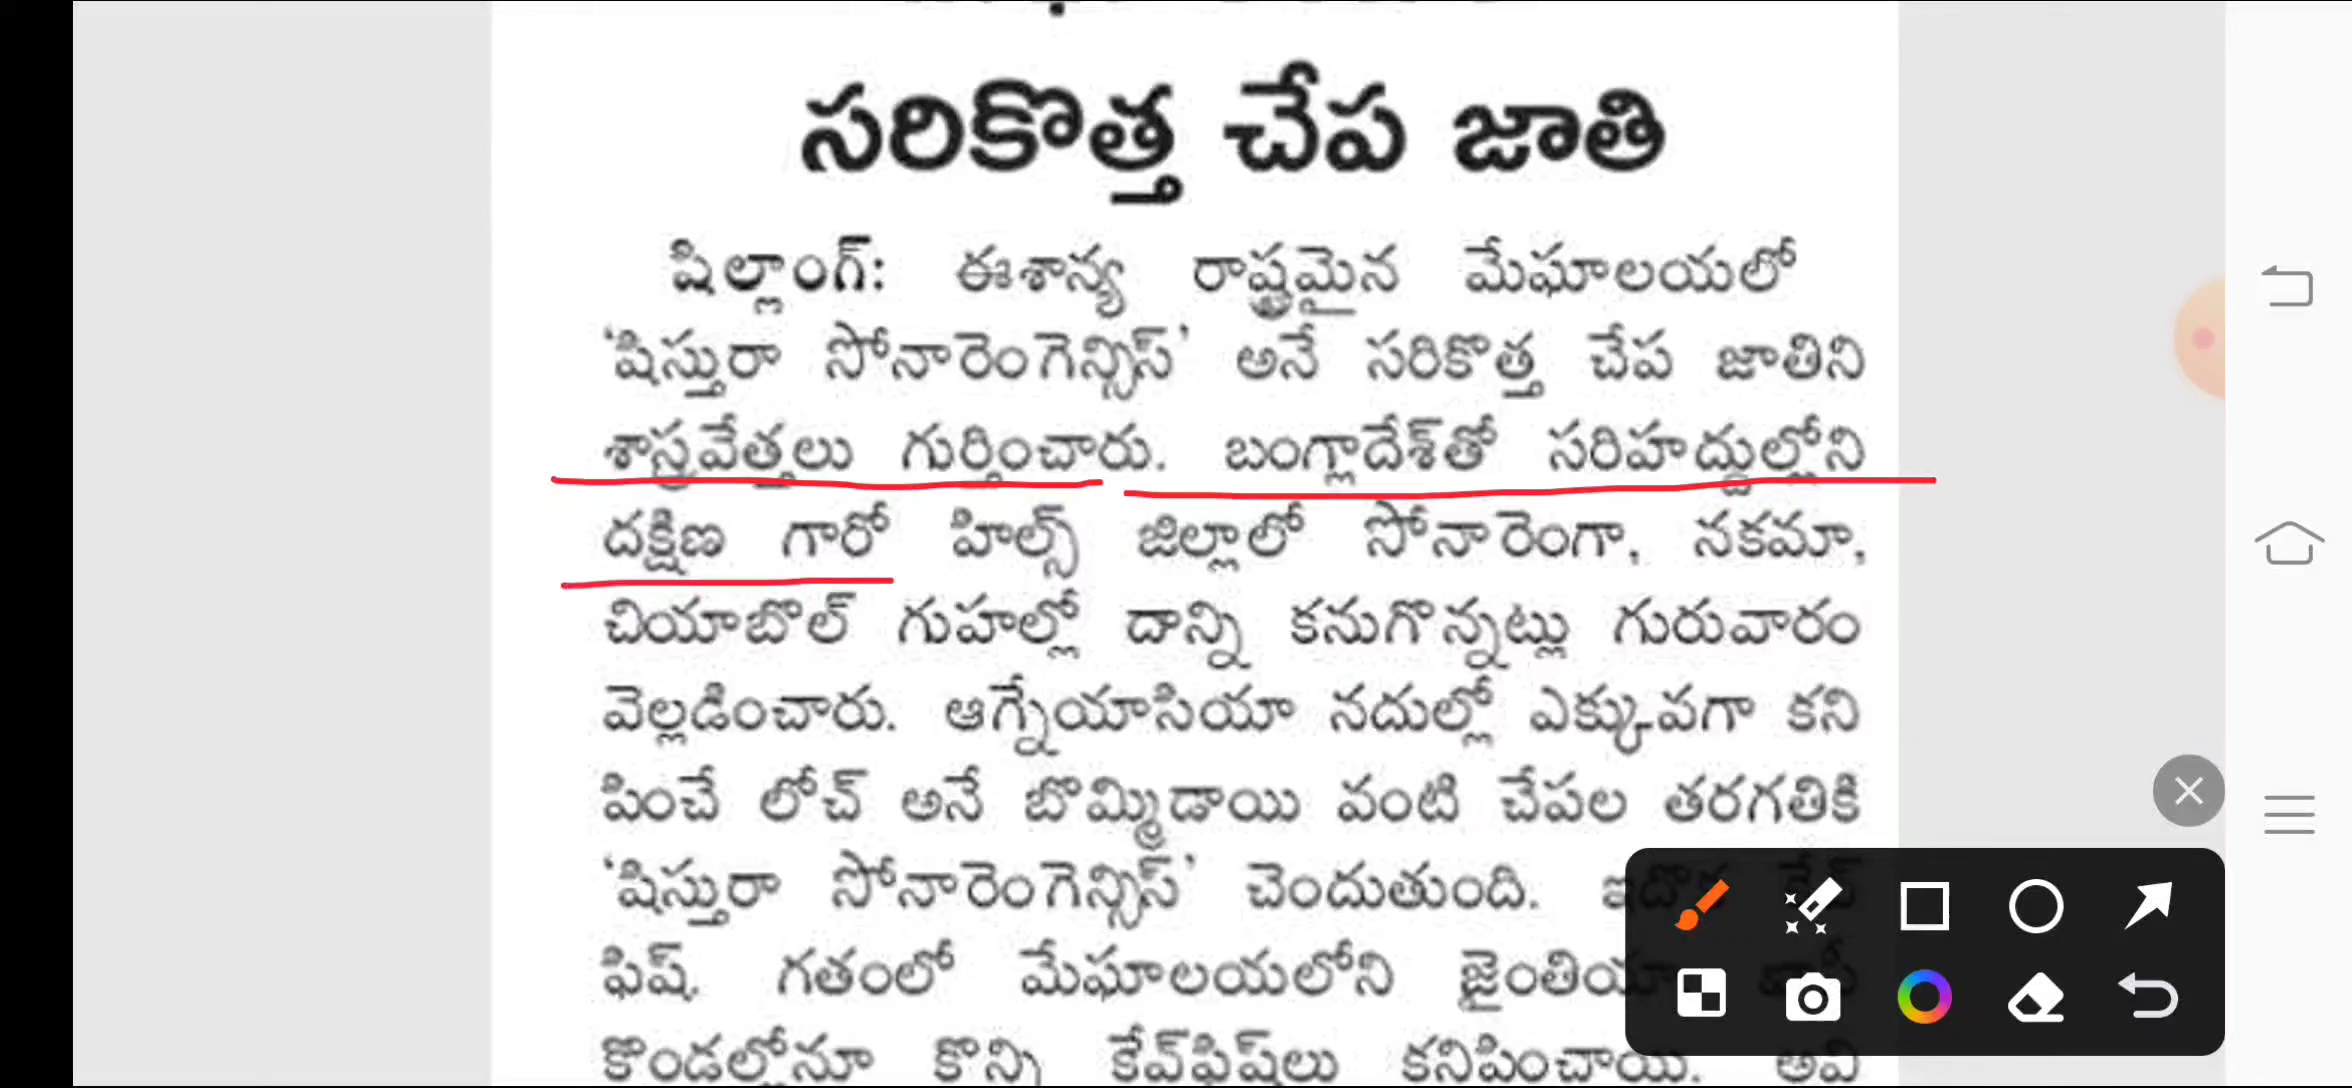 సరికొత్త చేప జాతి
షిల్లాంగ్: ఈశాన్య రాష్ట్రమైన మేఘాలయలో
‘షిస్తురా సోనారెంగెన్సిస్’ అనే సరికొత్త చేప జాతిని
శాస్త్రవేత్తలు గుర్తించారు. బంగ్లాదేశ్‌తో సరిహద్దుల్లోని
దక్షిణ గారో హిల్స్ జిల్లాలో సోనారెంగా, నకమా,
చియాబొల్ గుహల్లో దాన్ని కనుగొన్నట్లు గురువారం
వెల్లడించారు. ఆగ్నేయాసియా నదుల్లో ఎక్కువగా కని
పించే లోచ్ అనే బొమ్మిడాయి వంటి చేపల తరగతికి
‘షిస్తురా సోనారెంగెన్సిస్’ చెందుతుంది.
ఫిష్. గతంలో మేఘాలయలోని
కొండల్లోనూ కొన్ని కేవ్‌ఫిష్‌లు కనిపించాయి. అవి